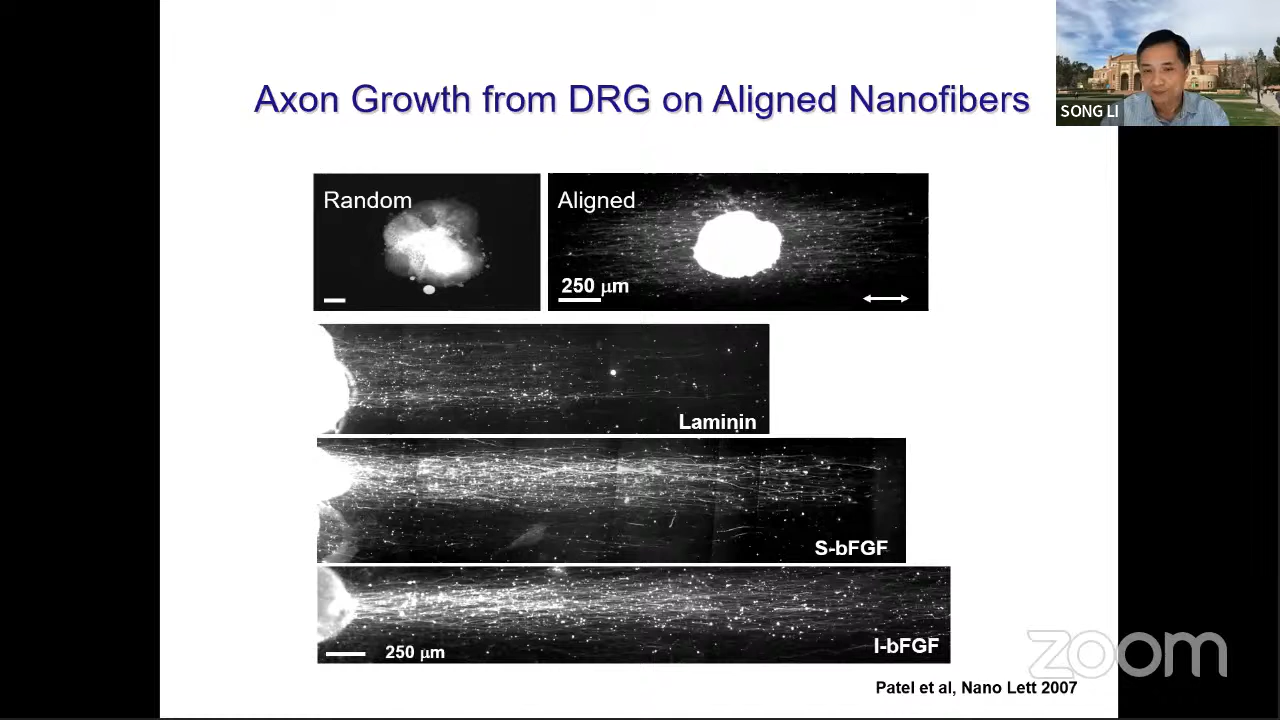 Axon Growth from DRG on Aligned Nanofibers
SONG LI
Random
Aligned
250 μm
Laminin
S-bFGF
I-bFGF
250 μm
zoom
Patel et al, Nano Lett 2007